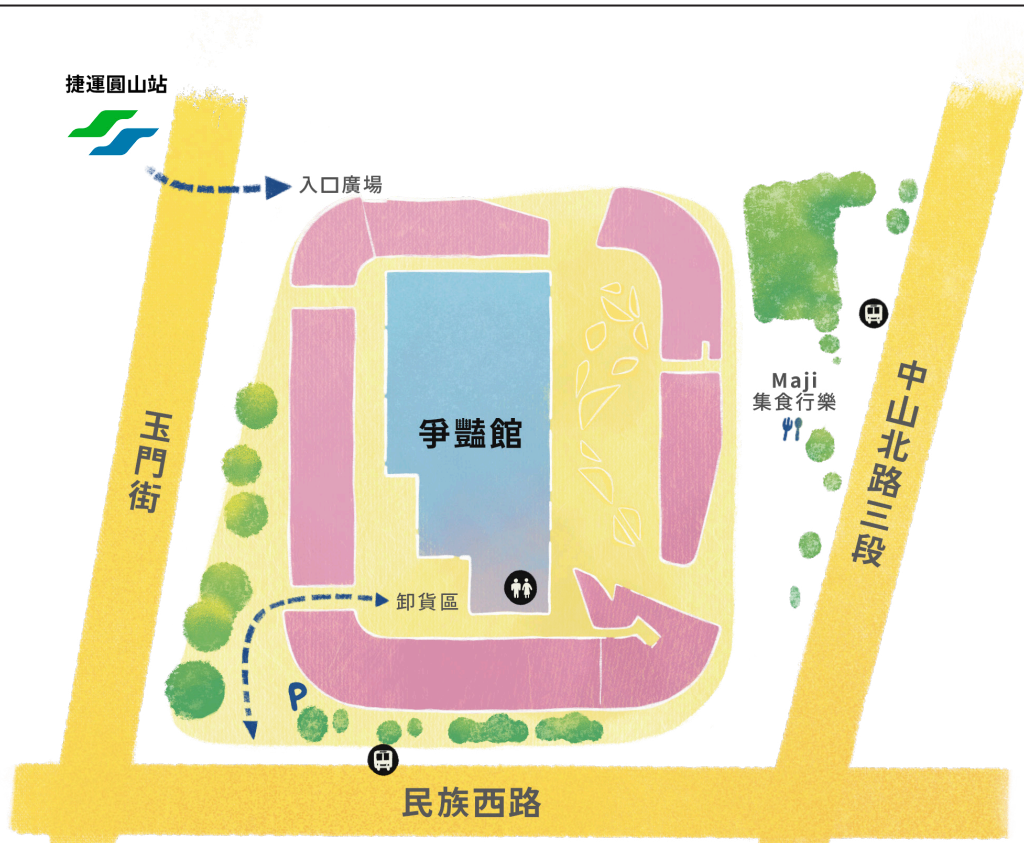 捷運圓山站
入口廣場
Maji
集食行樂
中山北路三段
玉門街
爭豔館
卸貨區
P
民族西路